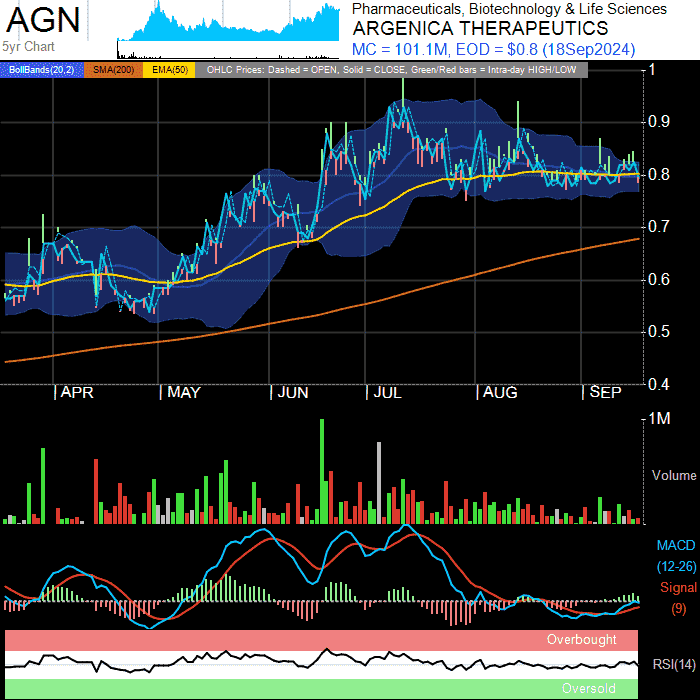 AGN
5yr Chart
Pharmaceuticals, Biotechnology & Life Sciences
ARGENICA THERAPEUTICS
MC = 101.1M, EOD = $0.8 (18Sep2024)
BollBands(20,2) SMA(200) EMA(50) OHLC Prices: Dashed = OPEN, Solid = CLOSE, Green/Red bars = Intra-day HIGH/LOW
1
0.9
0.8
0.7
0.6
0.5
0.4
APR MAY JUN JUL AUG SEP
1M
Volume
MACD
(12-26)
Signal
(9)
Overbought
RSI(14)
Oversold